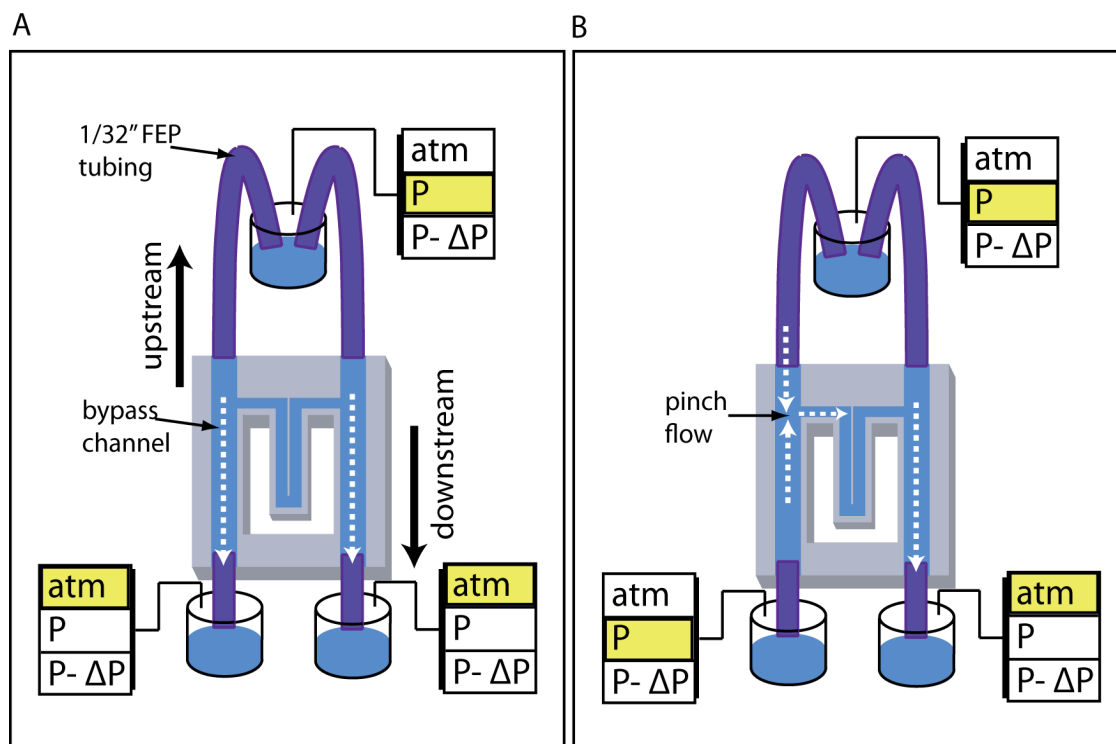 A
1/32” FEP
tubing
atm
P
P- ΔP
upstream
bypass
channel
downstream
atm
P
P- ΔP
atm
P
P- ΔP
B
atm
P
P- ΔP
pinch
flow
atm
P
P- ΔP
atm
P
P- ΔP